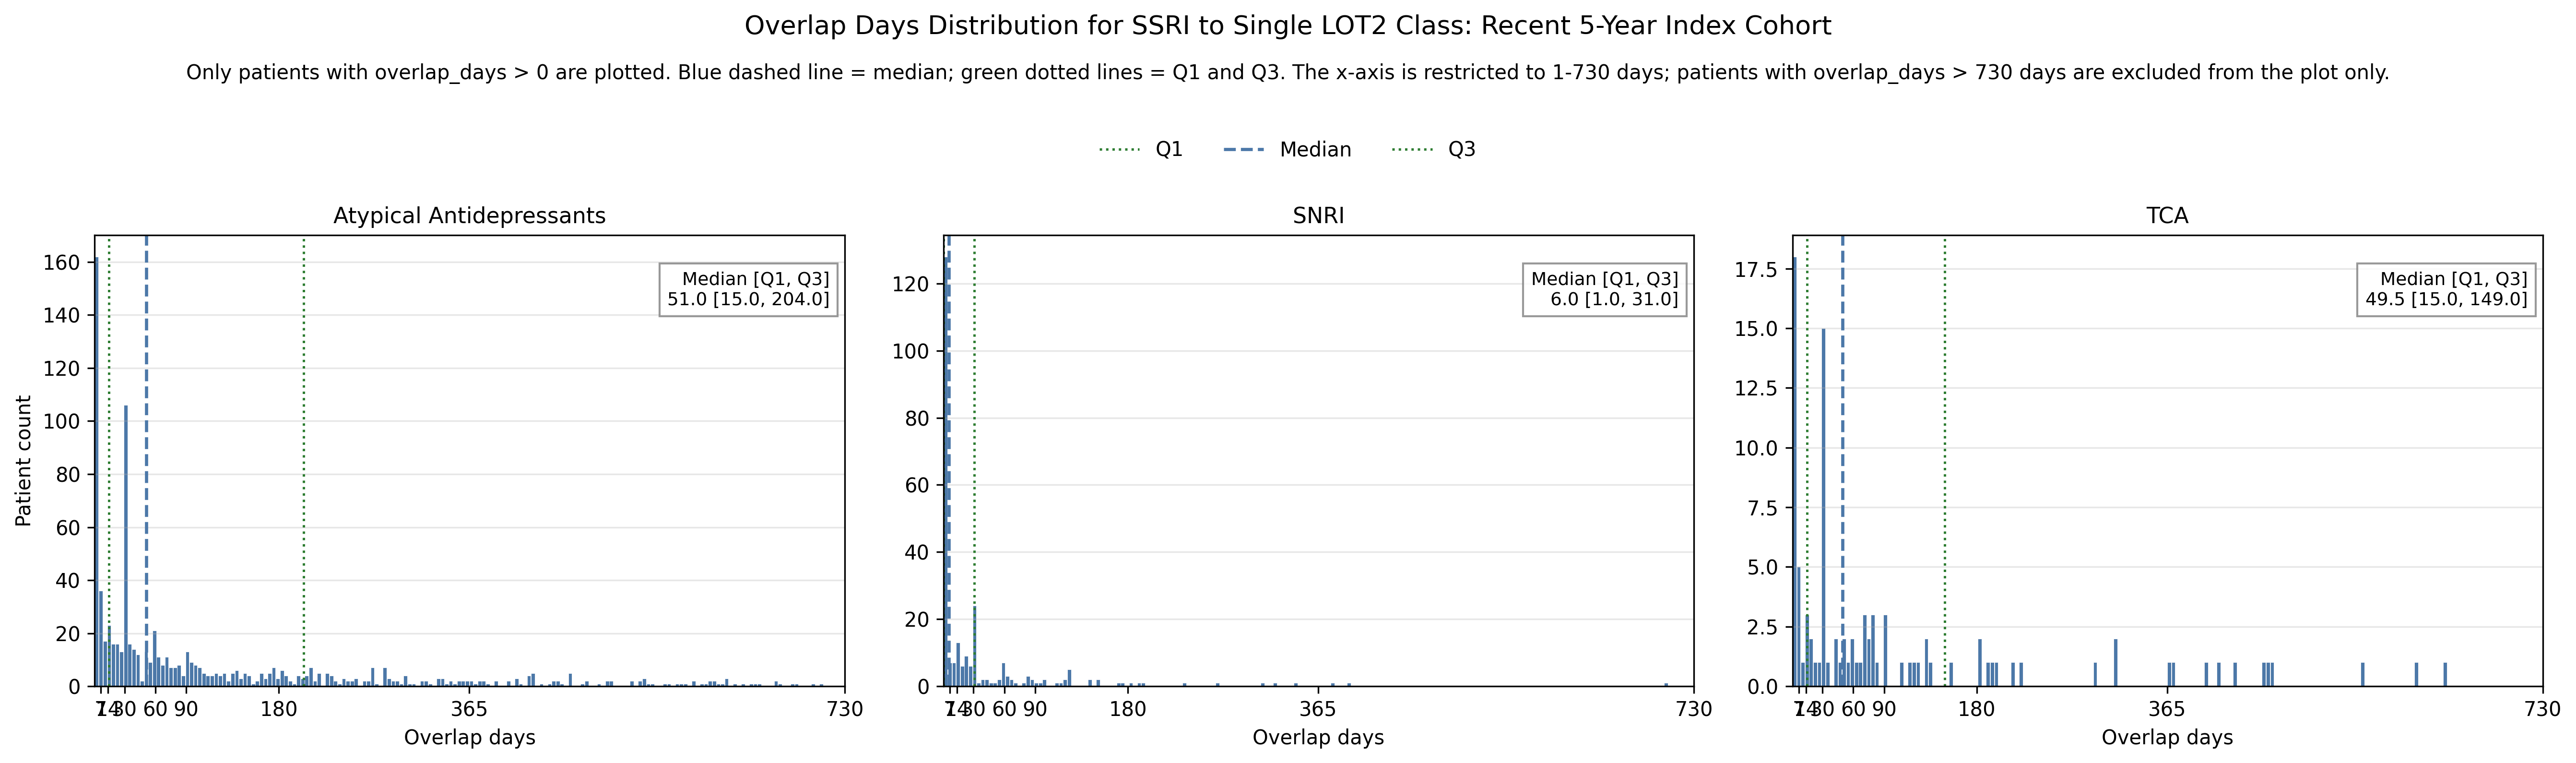 Overlap Days Distribution for SSRI to Single LOT2 Class: Recent 5-Year Index Cohort
Only patients with overlap_days > 0 are plotted. Blue dashed line = median; green dotted lines = Q1 and Q3. The x-axis is restricted to 1-730 days; patients with overlap_days > 730 days are excluded from the plot only.
Q1 Median Q3
Atypical Antidepressants
Patient count
160
140
120
100
80
60
40
20
0
Median [Q1, Q3]
51.0 [15.0, 204.0]
7 14 30 60 90 180 365 730
Overlap days
SNRI
120
100
80
60
40
20
0
Median [Q1, Q3]
6.0 [1.0, 31.0]
7 14 30 60 90 180 365 730
Overlap days
TCA
17.5
15.0
12.5
10.0
7.5
5.0
2.5
0.0
Median [Q1, Q3]
49.5 [15.0, 149.0]
7 14 30 60 90 180 365 730
Overlap days